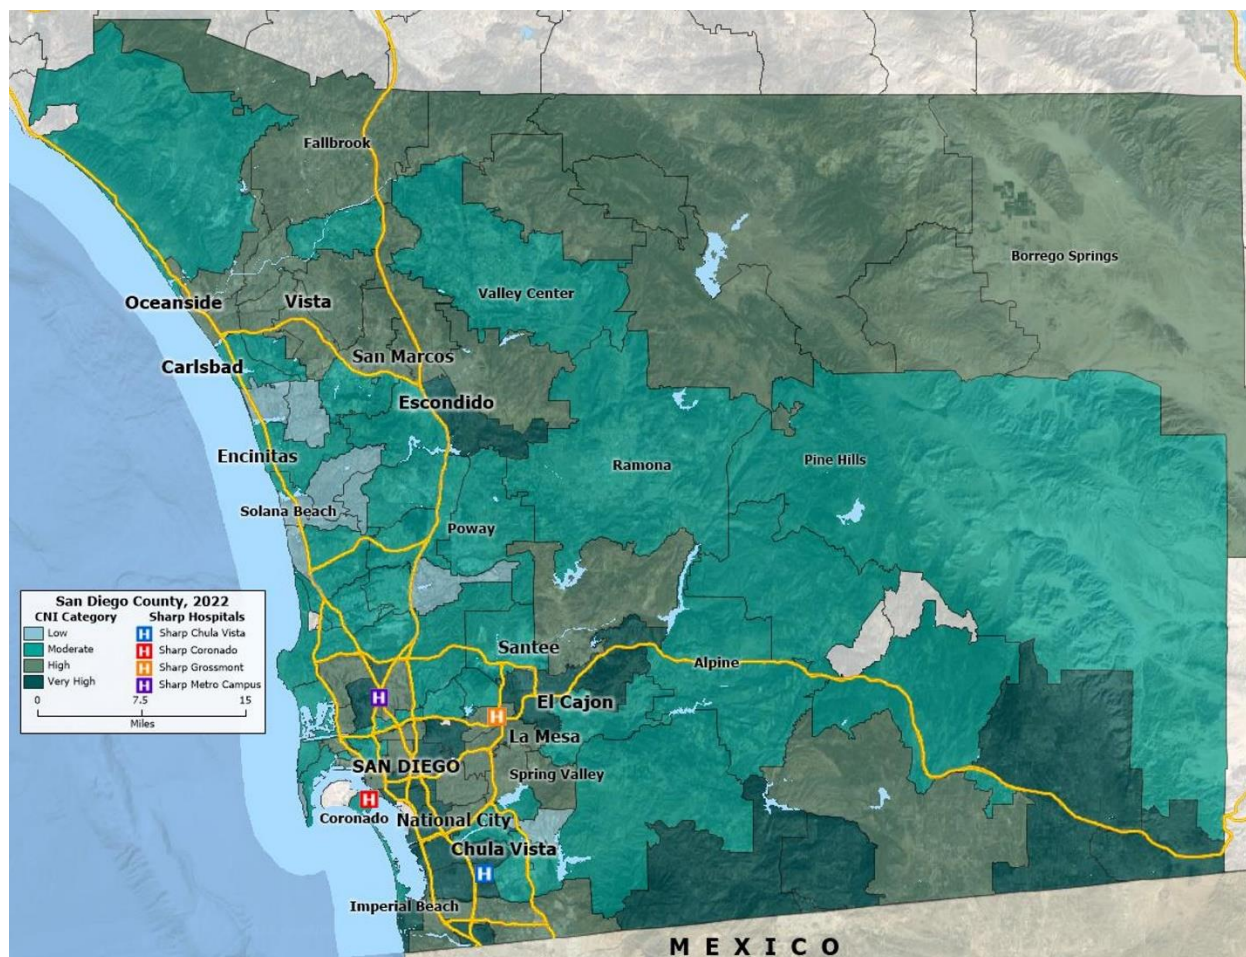 Fallbrook
Borrego Springs
Valley Center
Oceanside
Vista
San Marcos
Carlsbad
Escondido
Encinitas
Ramona
Pine Hills
Solana Beach
Poway
San Diego County, 2022
CNI Category
Low
Moderate
High
Very High
Sharp Hospitals
H Sharp Chula Vista
H Sharp Coronado
H Sharp Grossmont
H Sharp Metro Campus
0 7.5 15
Miles
Santee
Alpine
H
El Cajon
H
La Mesa
SAN DIEGO
Spring Valley
H
Coronado
National City
Chula Vista
H
Imperial Beach
MEXICO